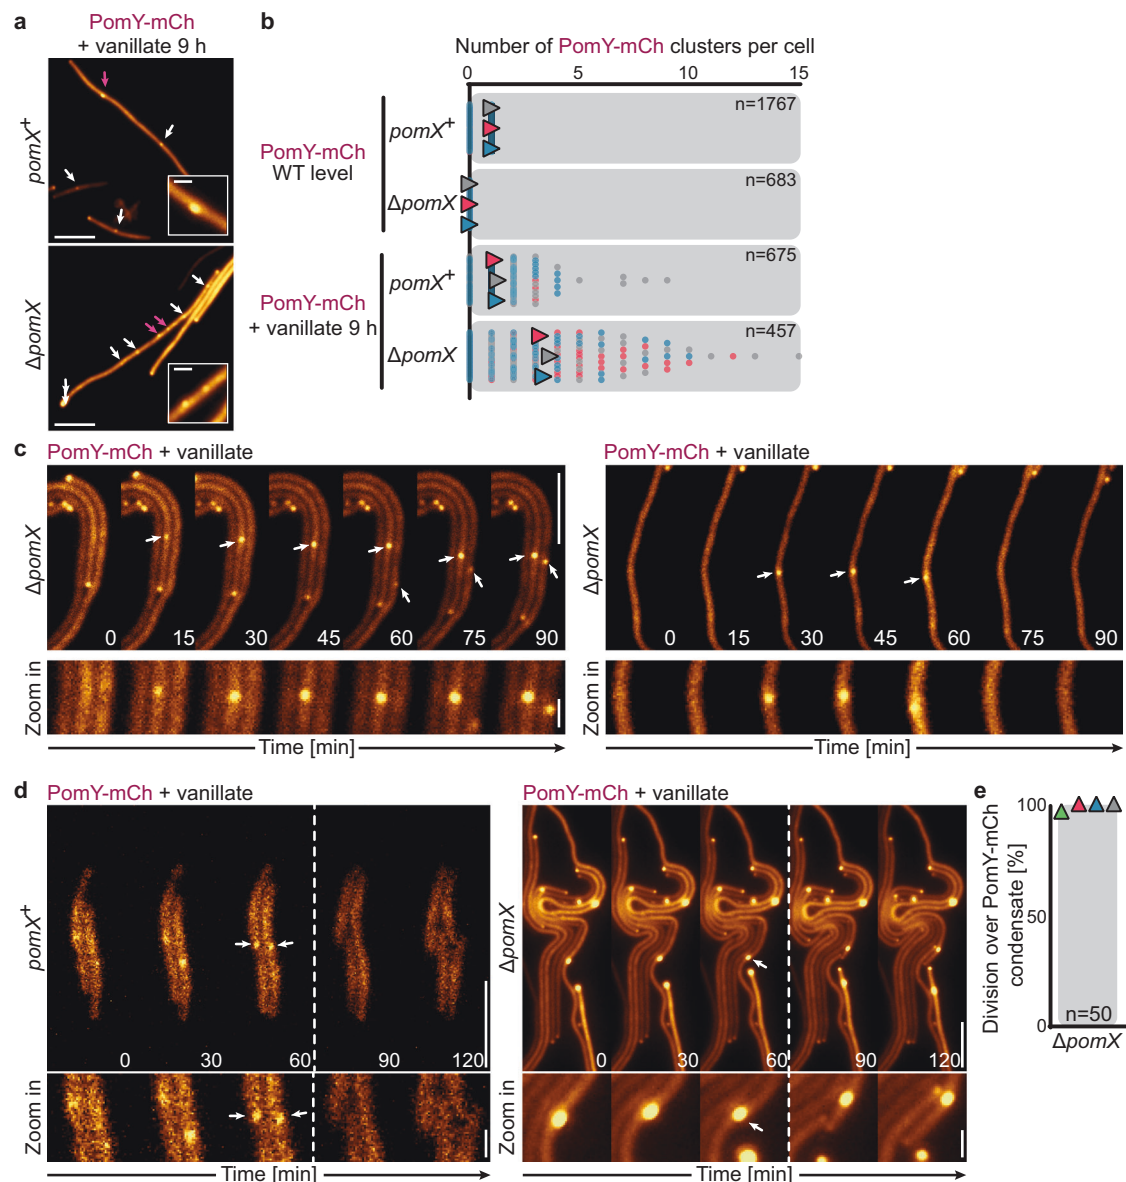 a
PomY-mCh
+ vanillate 9 h
pomX+
ΔpomX
b
Number of PomY-mCh clusters per cell
0 5 10 15
PomY-mCh
WT level
pomX+
n=1767
ΔpomX
n=683
PomY-mCh
+ vanillate 9 h
pomX+
n=675
ΔpomX
n=457
c
PomY-mCh + vanillate
ΔpomX
0 15 30 45 60 75 90
Zoom in
Time [min]
PomY-mCh + vanillate
ΔpomX
0 15 30 45 60 75 90
Zoom in
Time [min]
d
PomY-mCh + vanillate
pomX+
0 30 60 120
Zoom in
Time [min]
PomY-mCh + vanillate
ΔpomX
0 30 60 90 120
Zoom in
Time [min]
e
Division over PomY-mCh
condensate [%]
100
50
0
n=50
ΔpomX